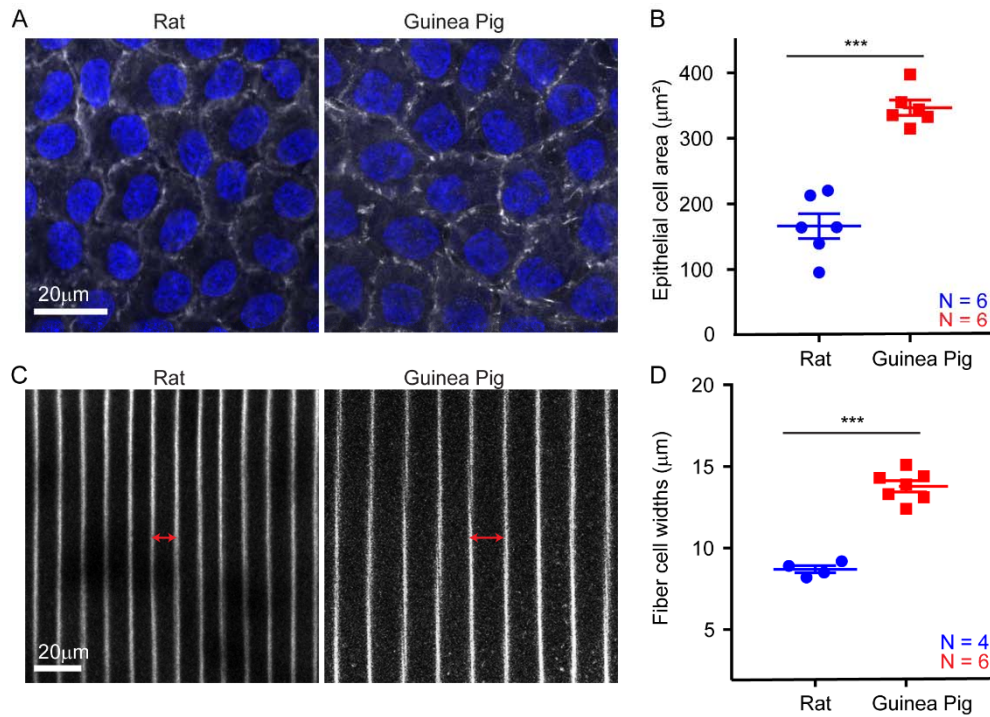 A
Rat
Guinea Pig
20μm
B
Epithelial cell area (μm²)
400
300
200
100
0
***
N = 6
N = 6
Rat
Guinea Pig
C
Rat
Guinea Pig
20μm
D
Fiber cell widths (μm)
20
15
10
5
***
N = 4
N = 6
Rat
Guinea Pig